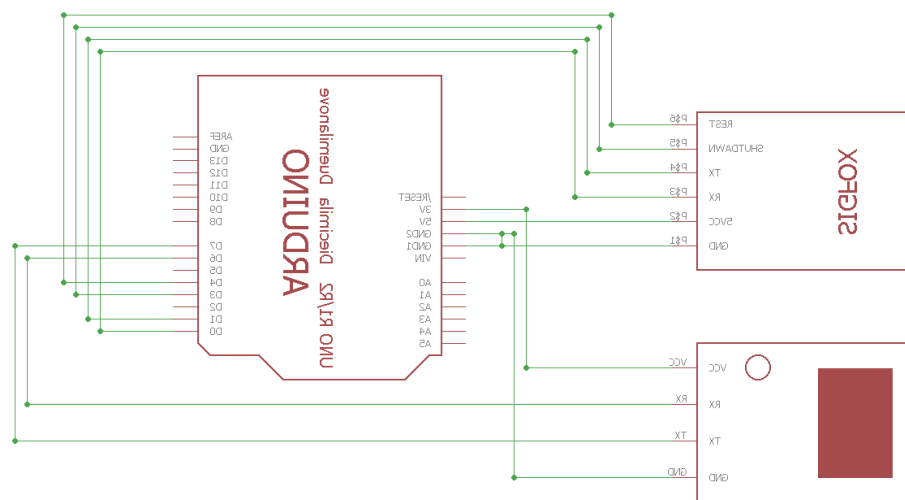 AREF
GND
D13
D12
D11
D10
D9
D8
D7
D6
D5
D4
D3
D2
D1
D0
ARDUINO
UNO R1/R2 Diecimila Duemilanove
/RESET
3V
5V
GND2
GND1
VIN
A0
A1
A2
A3
A4
A5
P$6
P$5
P$4
P$3
P$2
P$1
REST
SHUTDAWN
TX
RX
5VCC
GND
SIGFOX
VCC
RX
TX
GND
VCC
RX
TX
GND